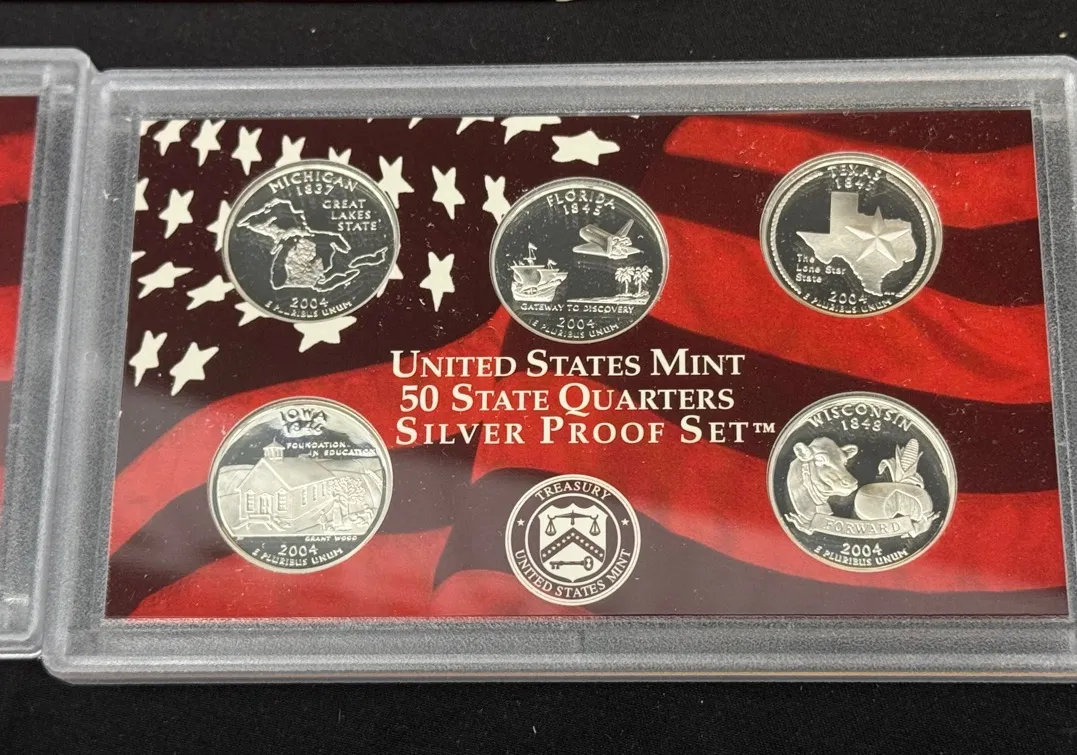 MICHIGAN
1837
GREAT
LAKES
STATE
2004
E PLURIBUS UNUM
FLORIDA
1845
GATEWAY TO DISCOVERY
2004
E PLURIBUS UNUM
TEXAS
1845
The
Lone Star
State
2004
E PLURIBUS UNUM
UNITED STATES MINT
50 STATE QUARTERS
SILVER PROOF SET™
IOWA
1846
FOUNDATION
IN EDUCATION
GRANT WOOD
2004
E PLURIBUS UNUM
TREASURY
UNITED STATES MINT
WISCONSIN
1848
FORWARD
2004
E PLURIBUS UNUM